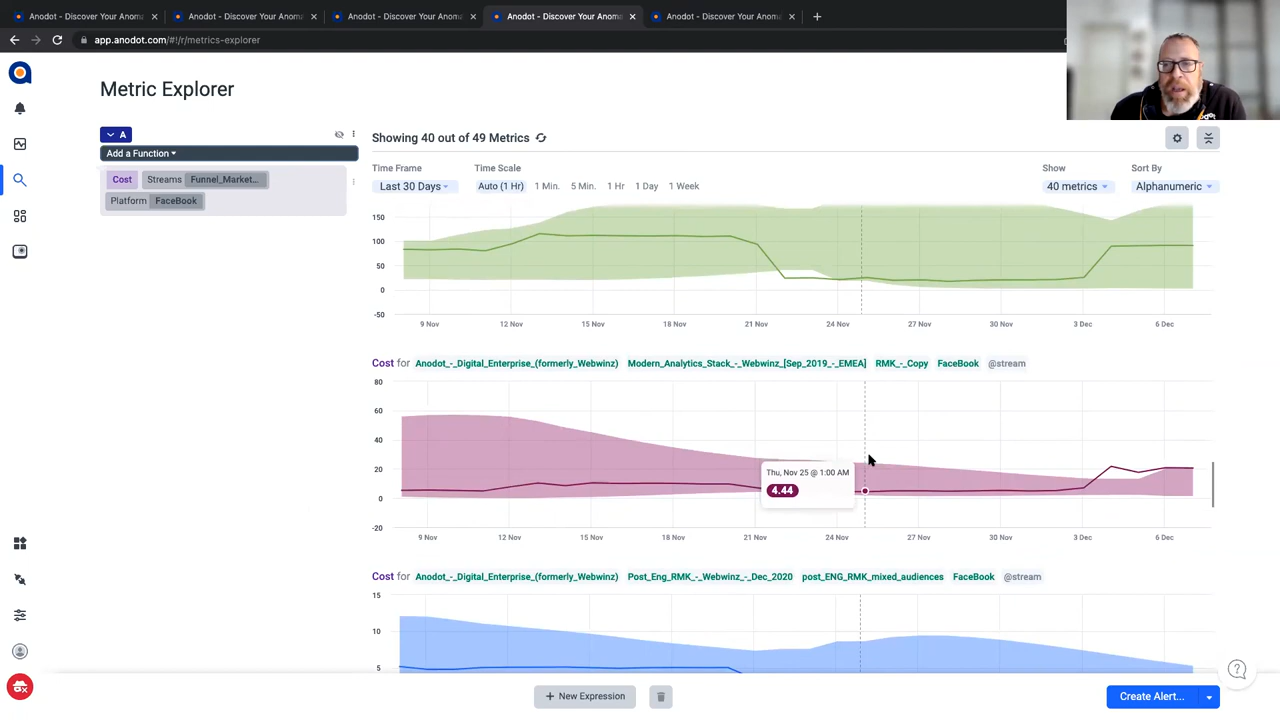 Anodot - Discover Your Anoma
Anodot - Discover Your Anoma
Anodot - Discover Your Anoma
Anodot - Discover Your Anoma
Anodot - Discover Your Anoma
app.anodot.com/#!/r/metrics-explorer
Metric Explorer
A
Add a Function
Cost Streams Funnel_Market...
Platform FaceBook
Showing 40 out of 49 Metrics
Time Frame Time Scale Show Sort By
Last 30 Days Auto (1 Hr) 1 Min. 5 Min. 1 Hr 1 Day 1 Week 40 metrics Alphanumeric
150
100
50
0
-50
9 Nov 12 Nov 15 Nov 18 Nov 21 Nov 24 Nov 27 Nov 30 Nov 3 Dec 6 Dec
Cost for Anodot_-_Digital_Enterprise_(formerly_Webwinz) Modern_Analytics_Stack_-_Webwinz_[Sep_2019_-_EMEA] RMK_-_Copy FaceBook @stream
80
60
40
20
0
-20
Thu, Nov 25 @ 1:00 AM
4.44
9 Nov 12 Nov 15 Nov 18 Nov 21 Nov 24 Nov 27 Nov 30 Nov 3 Dec 6 Dec
Cost for Anodot_-_Digital_Enterprise_(formerly_Webwinz) Post_Eng_RMK_-_Webwinz_-_Dec_2020 post_ENG_RMK_mixed_audiences FaceBook @stream
15
10
5
+ New Expression
Create Alert...